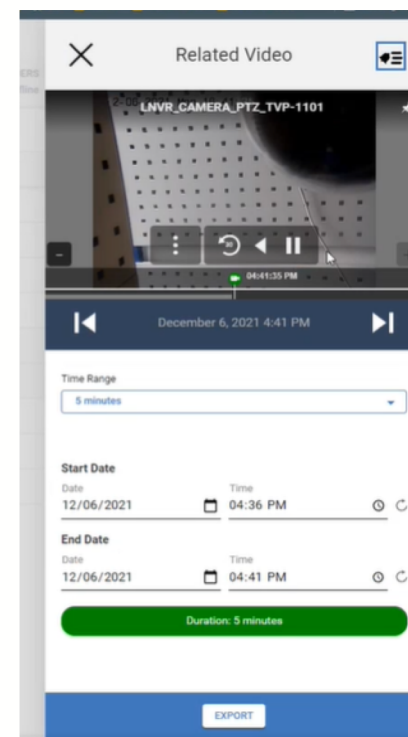 Related Video
LNVR_CAMERA_PTZ_TVP-1101
30
04:41:35 PM
December 6, 2021 4:41 PM
Time Range
5 minutes
Start Date
Date Time
12/06/2021 04:36 PM
End Date
Date Time
12/06/2021 04:41 PM
Duration: 5 minutes
EXPORT